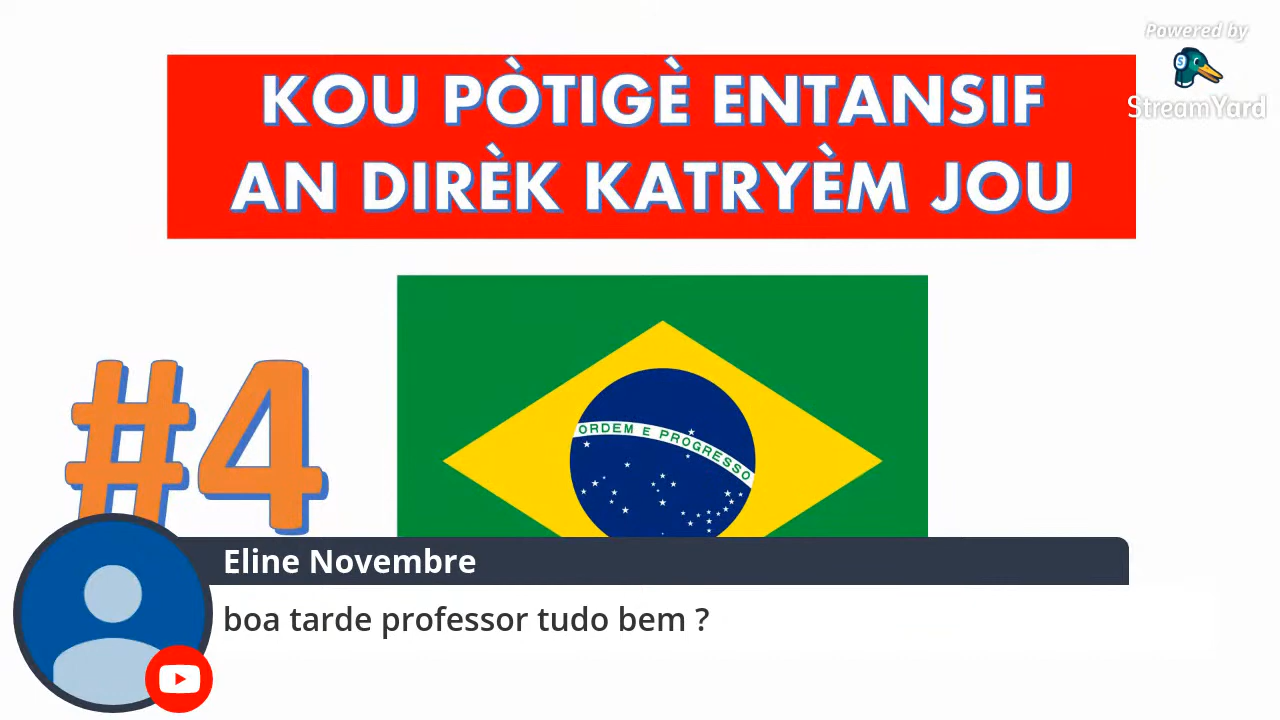 Powered by
StreamYard
KOU PÒTIGÈ ENTANSIF
AN DIRÈK KATRYÈM JOU
#4
ORDEM E PROGRESSO
Eline Novembre
boa tarde professor tudo bem ?